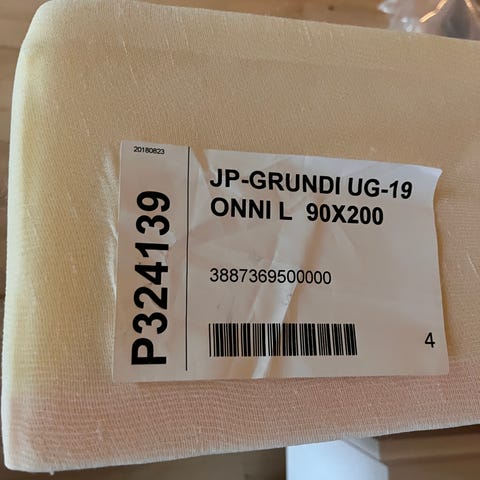 20180823
P324139
JP-GRUNDI UG-19
ONNI L 90X200
3887369500000
4